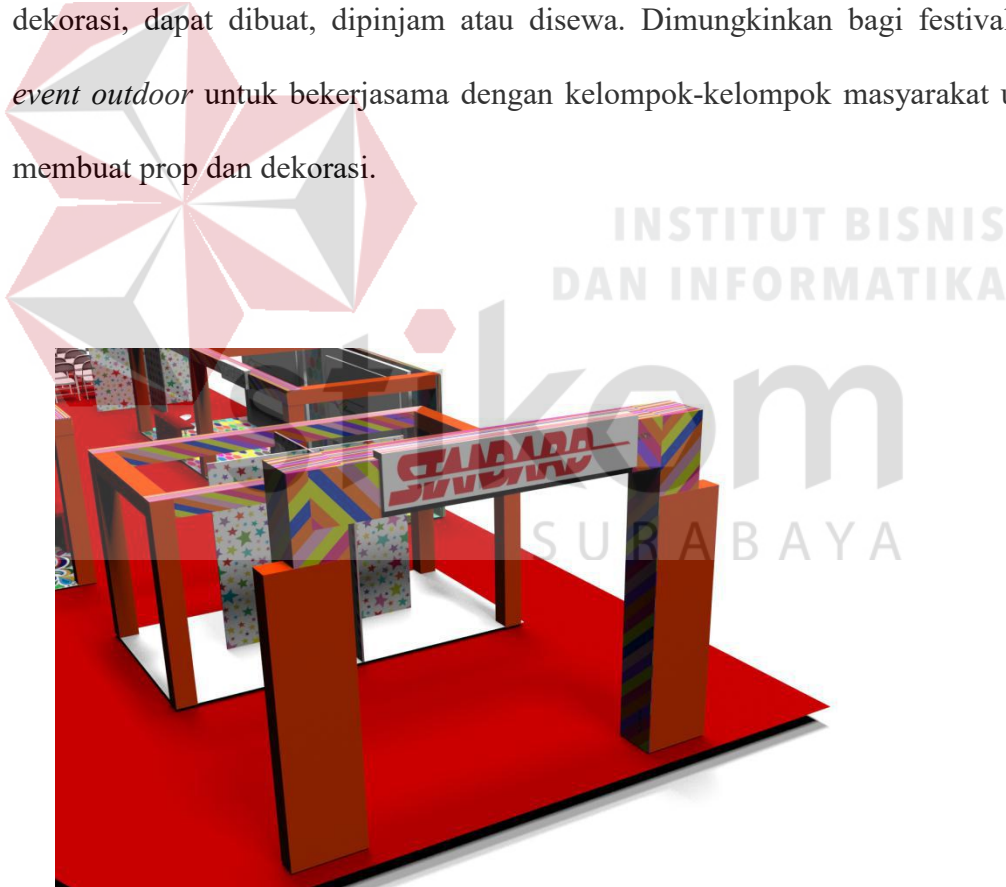 dekorasi, dapat dibuat, dipinjam atau disewa. Dimungkinkan bagi festival
event outdoor untuk bekerjasama dengan kelompok-kelompok masyarakat u
membuat prop dan dekorasi.
INSTITUT BISNIS
DAN INFORMATIKA
stikom
SURABAYA
STANDARD